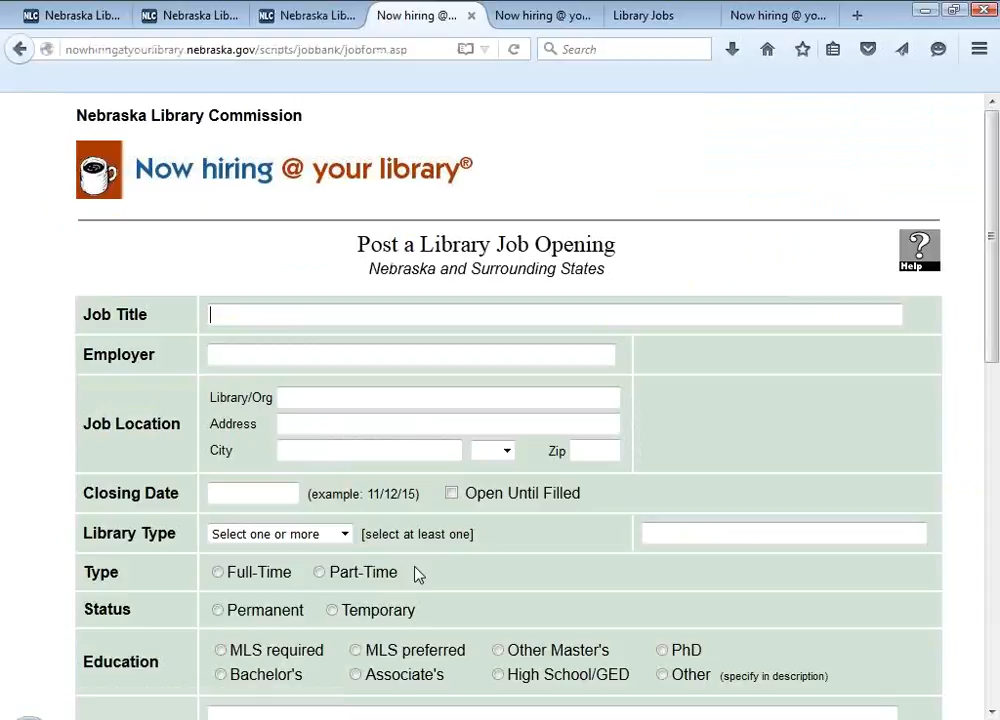 Nebraska Lib...
Nebraska Lib...
Nebraska Lib...
Now hiring @...
Now hiring @ yo...
Library Jobs
Now hiring @ yo...
nowhiringatyourlibrary.nebraska.gov/scripts/jobbank/jobform.asp
Search
Nebraska Library Commission
Now hiring @ your library®
Post a Library Job Opening
Nebraska and Surrounding States
? Help
Job Title
Employer
Job Location
Library/Org
Address
City
Zip
Closing Date
(example: 11/12/15)
Open Until Filled
Library Type
Select one or more
[select at least one]
Type
Full-Time
Part-Time
Status
Permanent
Temporary
Education
MLS required
MLS preferred
Other Master's
PhD
Bachelor's
Associate's
High School/GED
Other (specify in description)